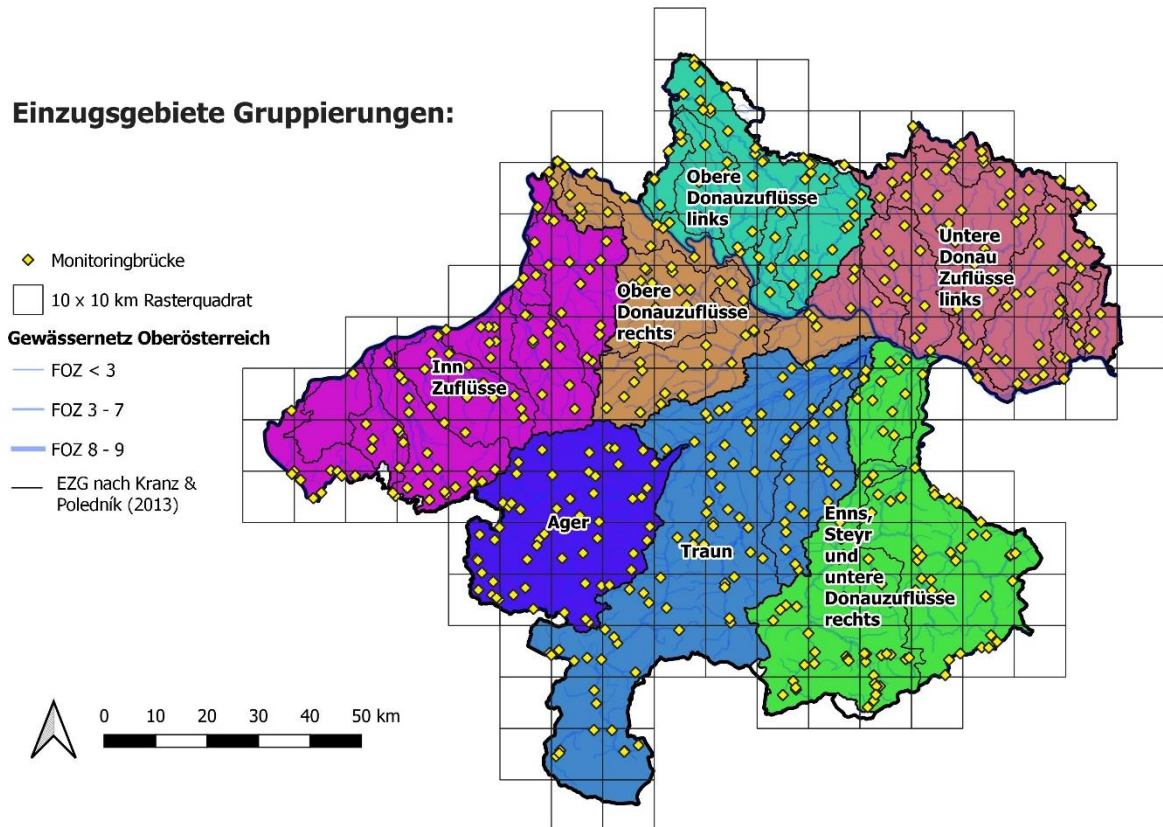 Einzugsgebiete Gruppierungen:
Monitoringbrücke
10 x 10 km Rasterquadrat
Gewässernetz Oberösterreich
FOZ < 3
FOZ 3 - 7
FOZ 8 - 9
EZG nach Kranz &
Poledník (2013)
Obere
Donauzuflüsse
links
Untere
Donau
Zuflüsse
links
Obere
Donauzuflüsse
rechts
Inn
Zuflüsse
Ager
Traun
Enns,
Steyr
und
untere
Donauzuflüsse
rechts
0 10 20 30 40 50 km